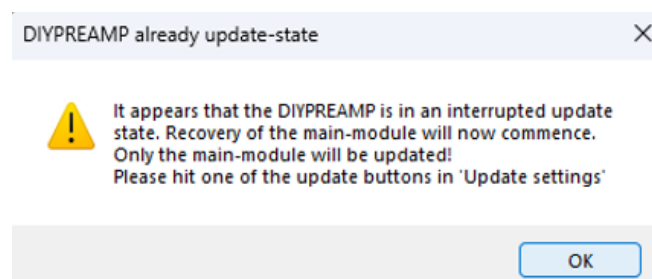 DIYPREAMP already update-state
It appears that the DIYPREAMP is in an interrupted update
state. Recovery of the main-module will now commence.
Only the main-module will be updated!
Please hit one of the update buttons in 'Update settings'
OK